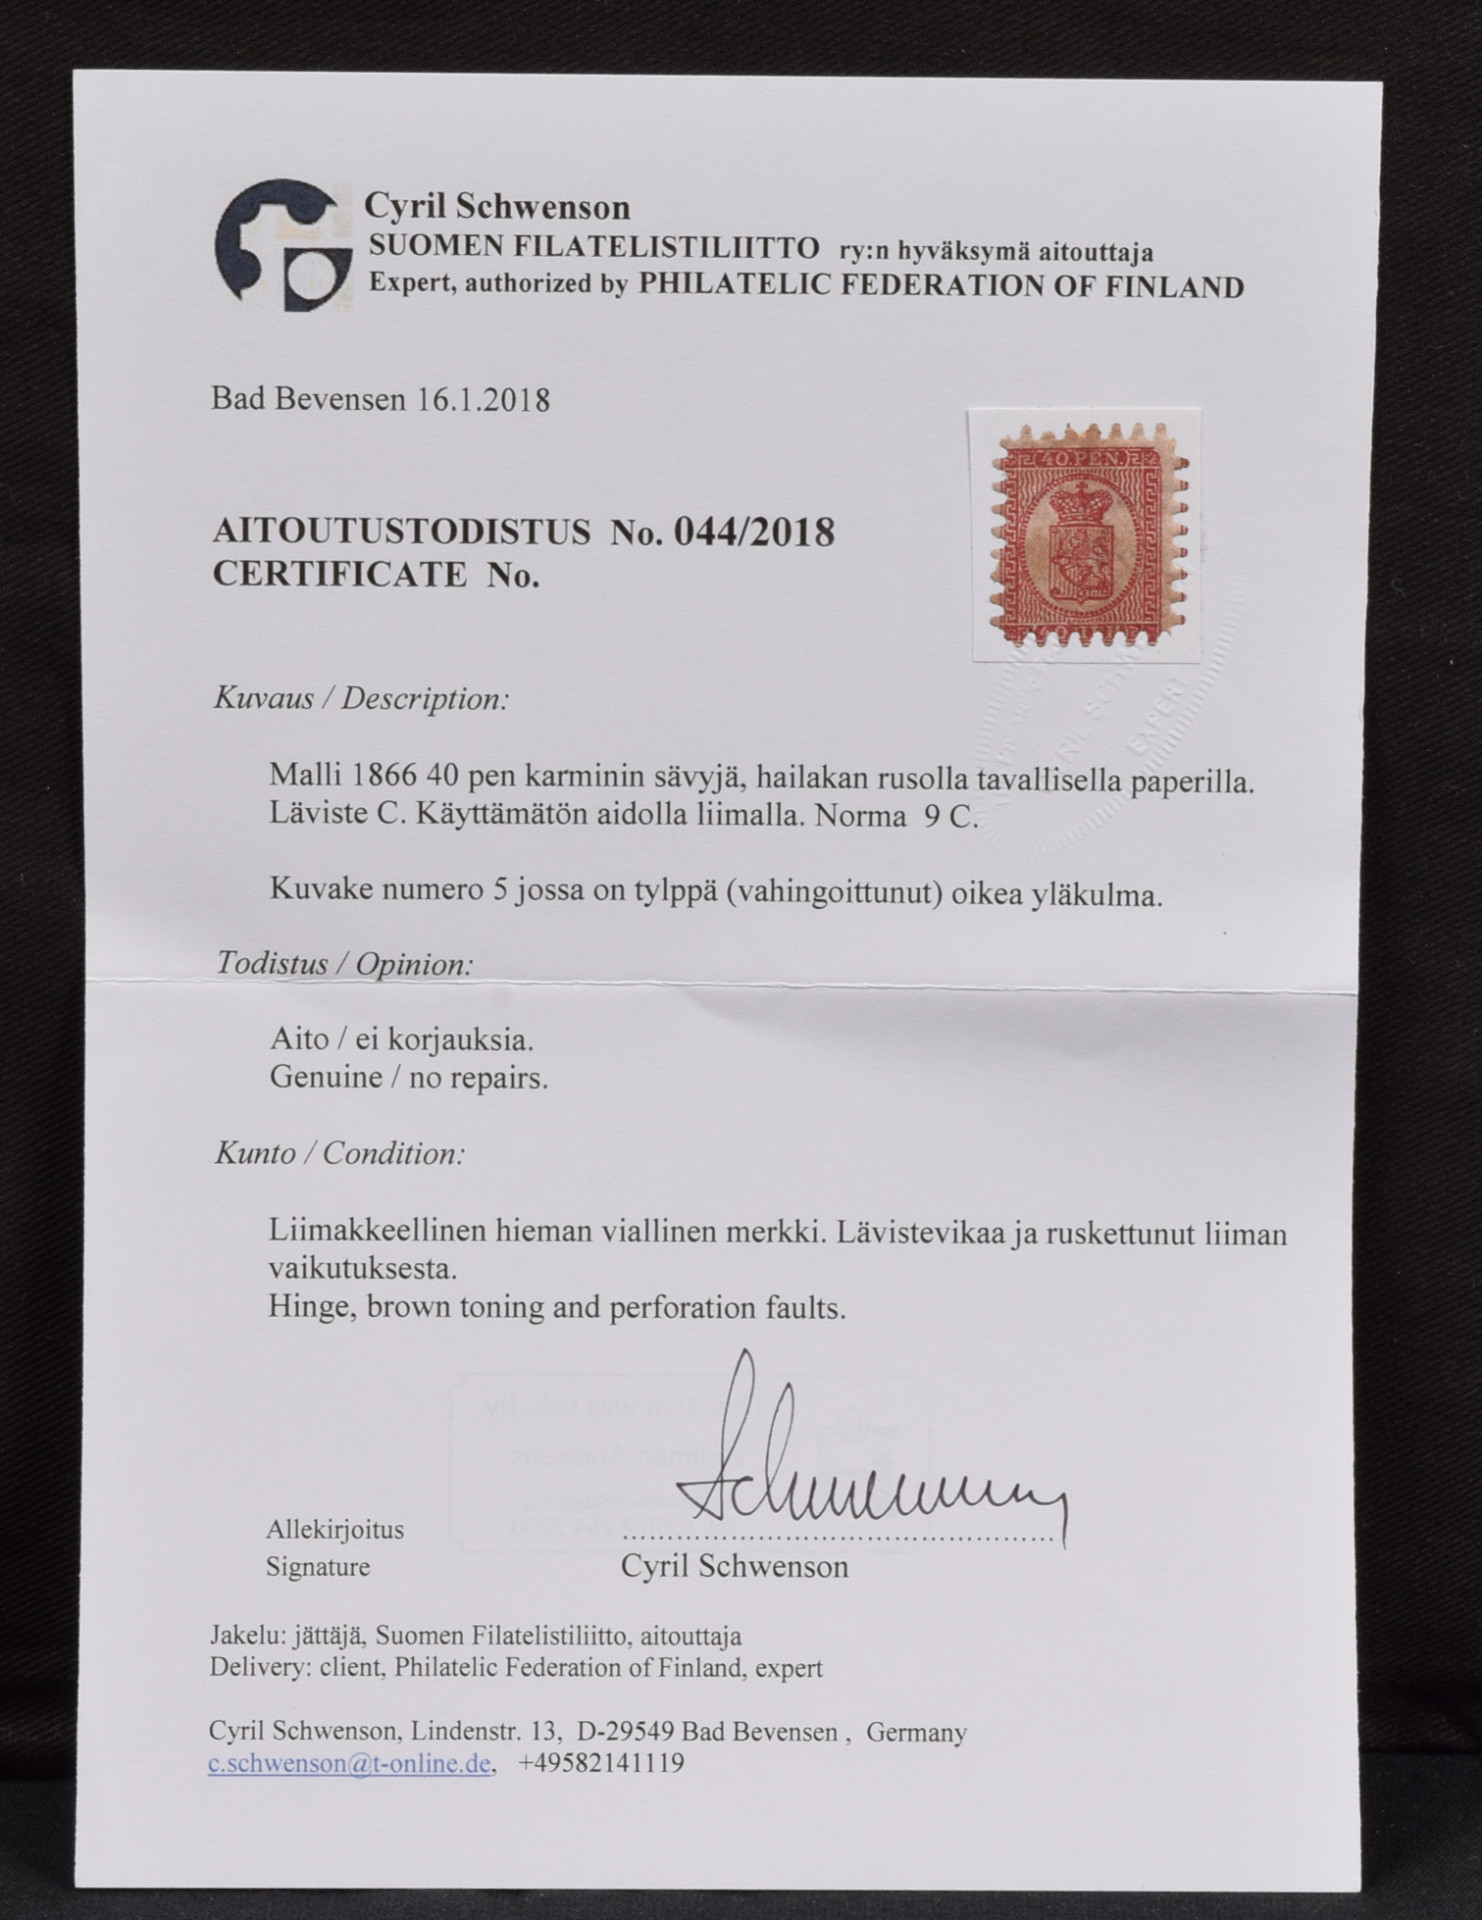 Cyril Schwenson
SUOMEN FILATELISTILIITTO ry:n hyväksymä aitouttaja
Expert, authorized by PHILATELIC FEDERATION OF FINLAND
Bad Bevensen 16.1.2018
40.PEN.
AITOUTUSTODISTUS No. 044/2018
CERTIFICATE No.
EXPERT
Kuvaus / Description:
Malli 1866 40 pen karminin sävyjä, hailakan rusolla tavallisella paperilla.
Läviste C. Käyttämätön aidolla liimalla. Norma 9 C.
Kuvake numero 5 jossa on tylppä (vahingoittunut) oikea yläkulma.
Todistus / Opinion:
Aito / ei korjauksia.
Genuine / no repairs.
Kunto / Condition:
Liimakkeellinen hieman viallinen merkki. Lävistevikaa ja ruskettunut liiman
vaikutuksesta.
Hinge, brown toning and perforation faults.
Allekirjoitus
Signature
Cyril Schwenson
Jakelu: jättäjä, Suomen Filatelistiliitto, aitouttaja
Delivery: client, Philatelic Federation of Finland, expert
Cyril Schwenson, Lindenstr. 13, D-29549 Bad Bevensen , Germany
c.schwenson@t-online.de, +49582141119